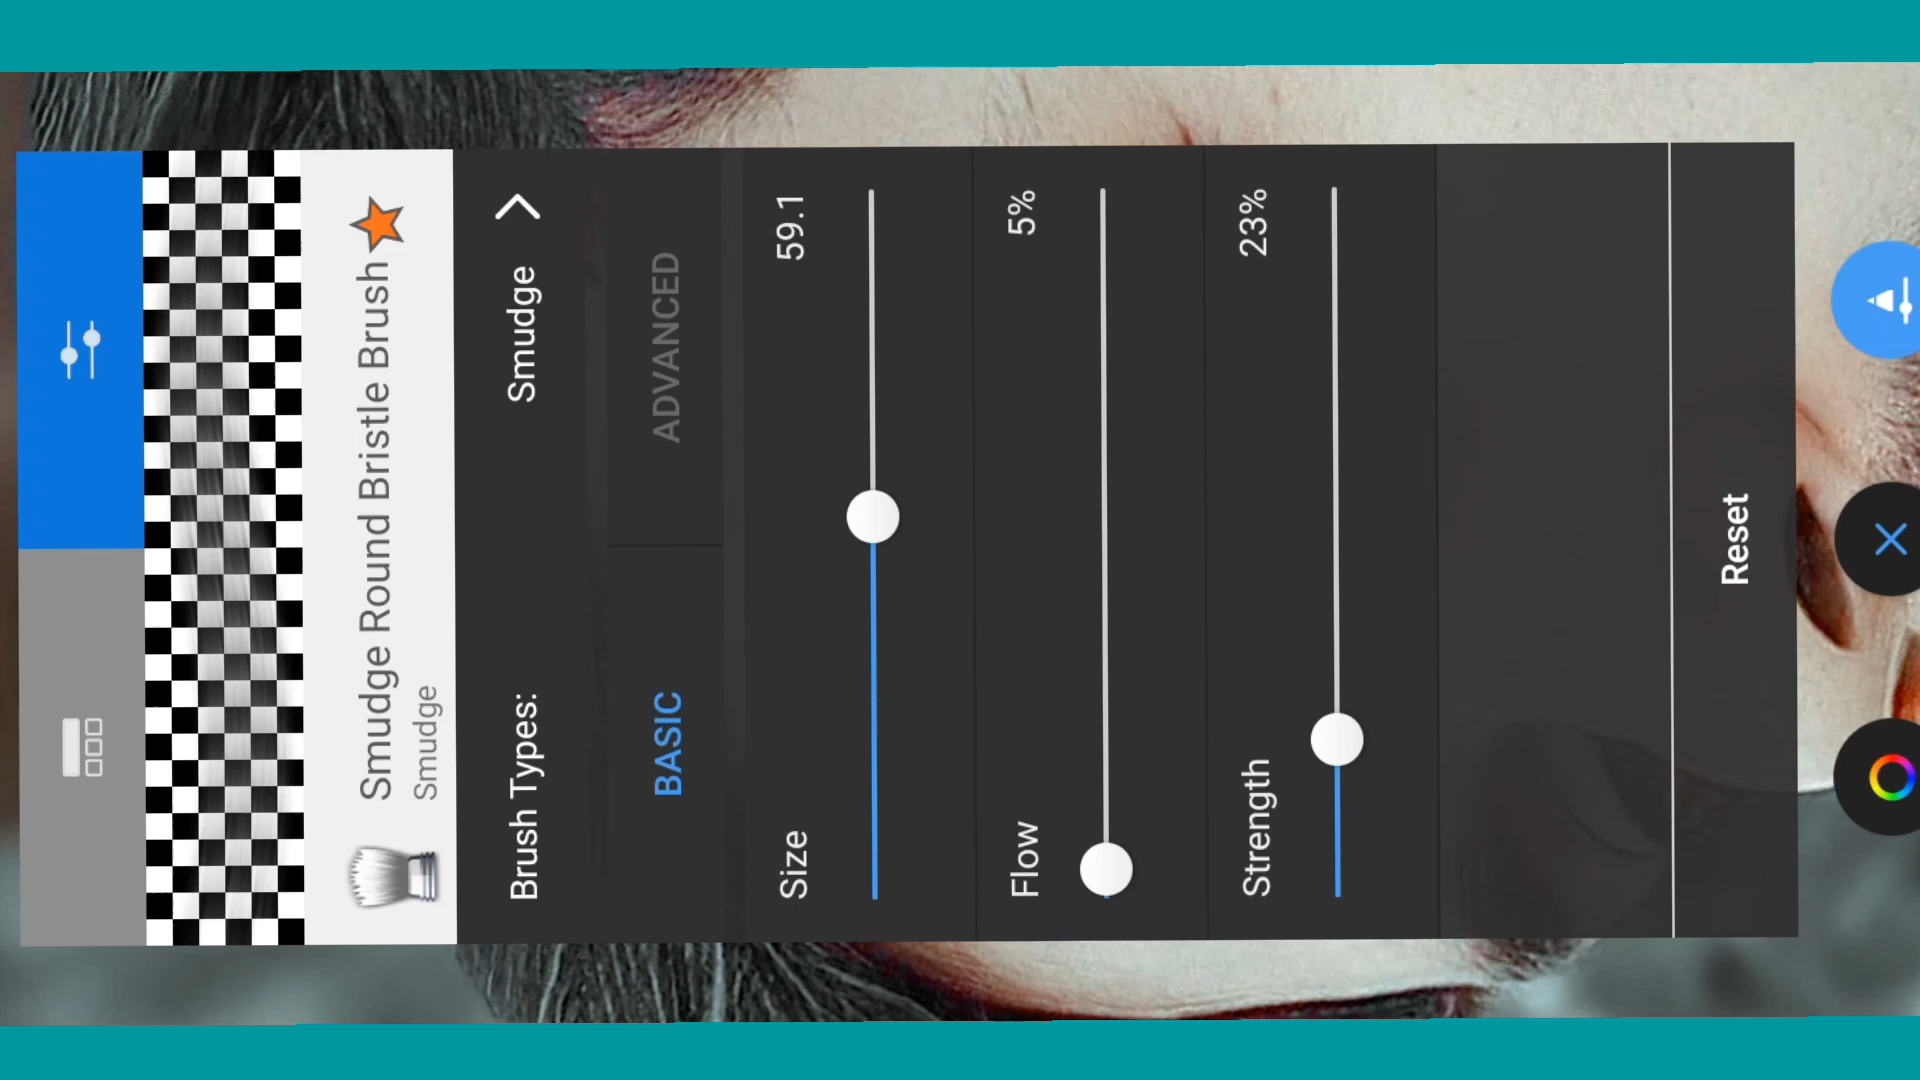 Smudge Round Bristle Brush
Smudge
Brush Types: Smudge
BASIC ADVANCED
Size 59.1
Flow 5%
Strength 23%
Reset